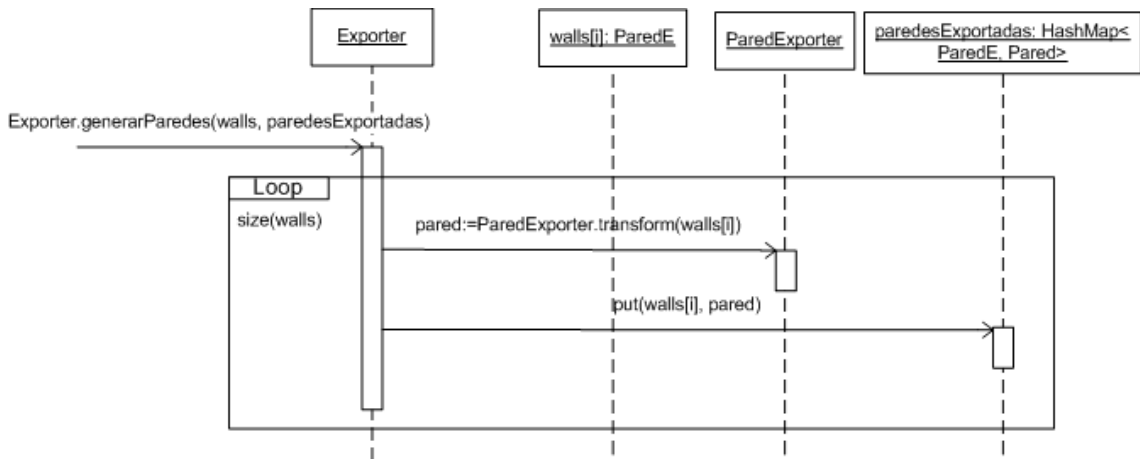 Exporter
walls[i]: ParedE
ParedExporter
paredesExportadas: HashMap<
ParedE, Pared>
Exporter.generarParedes(walls, paredesExportadas)
Loop
size(walls)
pared:=ParedExporter.transform(walls[i])
put(walls[i], pared)